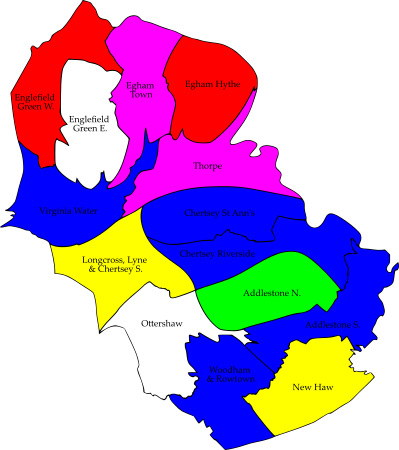 Egham
Town
Egham Hythe
Englefield
Green W.
Englefield
Green E.
Thorpe
Virginia Water
Chertsey St Ann's
Chertsey Riverside
Longcross, Lyne
& Chertsey S.
Addlestone N.
Ottershaw
Addlestone S.
Woodham
& Rowtown
New Haw